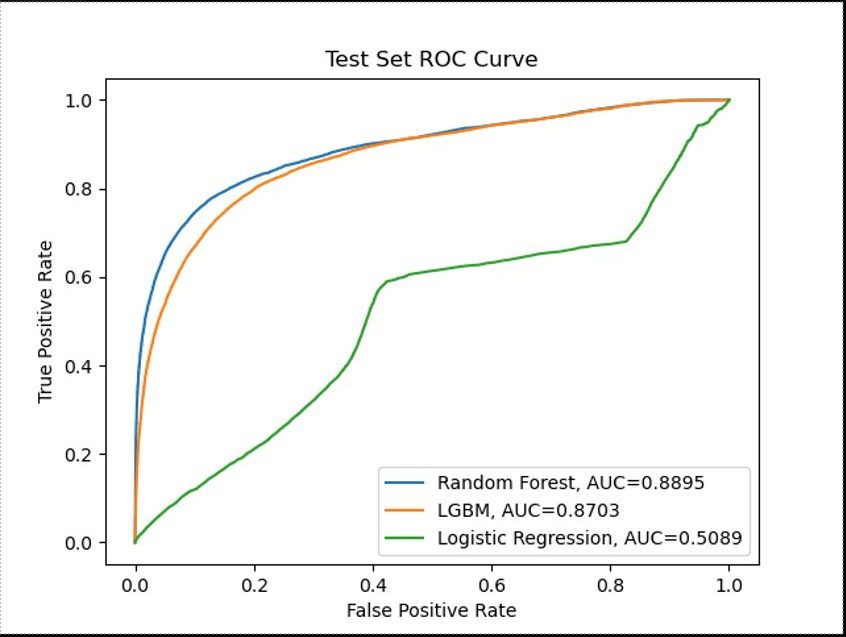 Test Set ROC Curve
True Positive Rate
1.0
0.8
0.6
0.4
0.2
0.0
Random Forest, AUC=0.8895
LGBM, AUC=0.8703
Logistic Regression, AUC=0.5089
0.0 0.2 0.4 0.6 0.8 1.0
False Positive Rate